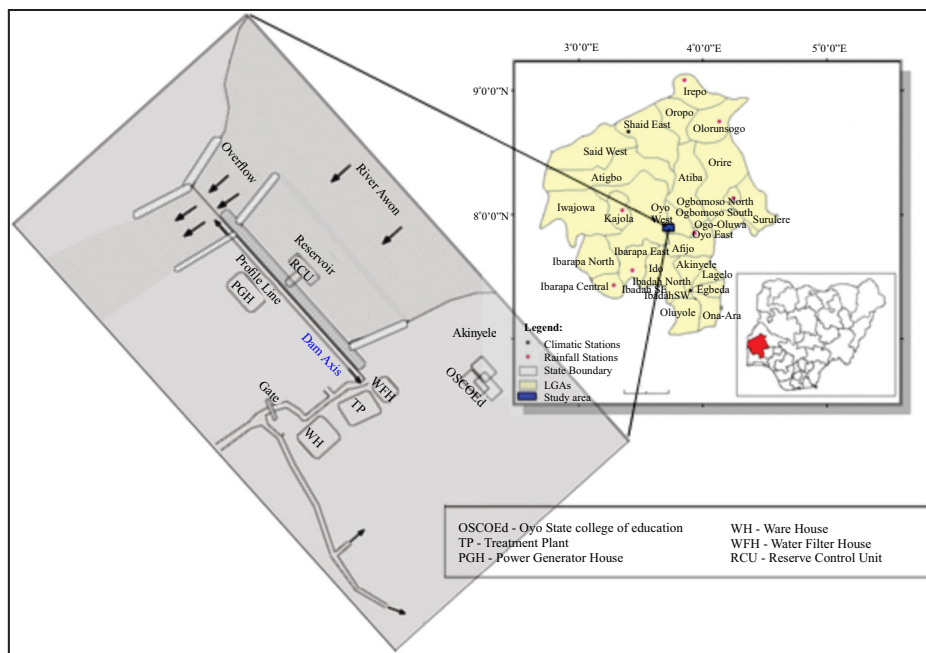 3°0'0"E
4°0'0"E
5°0'0"E
9°0'0"N
8°0'0"N
Irepo
Oropo
Shaid East
Olorunsogo
Said West
Orire
Atiba
Atigbo
Ogbomoso North
Iwajowa
Oyo
West
Ogbomoso South
Kajola
Surulere
Ogo-Oluwa
Oyo East
Ibarapa East
Afijo
Ibarapa North
Ido
Akinyele
Lagelo
Ibadah North
Ibarapa Central
Ibadah SE
Egbeda
IbadahSW
Oluyole
Ona-Ara
Legend:
Climatic Stations
Rainfall Stations
State Boundary
LGAs
Study area
Overflow
River Awon
Reservoir
RCU
Profile Line
PGH
Dam Axis
Akinyele
OSCOEd
WFH
TP
Gate
WH
OSCOEd - Oyo State college of education
TP - Treatment Plant
PGH - Power Generator House
WH - Ware House
WFH - Water Filter House
RCU - Reserve Control Unit